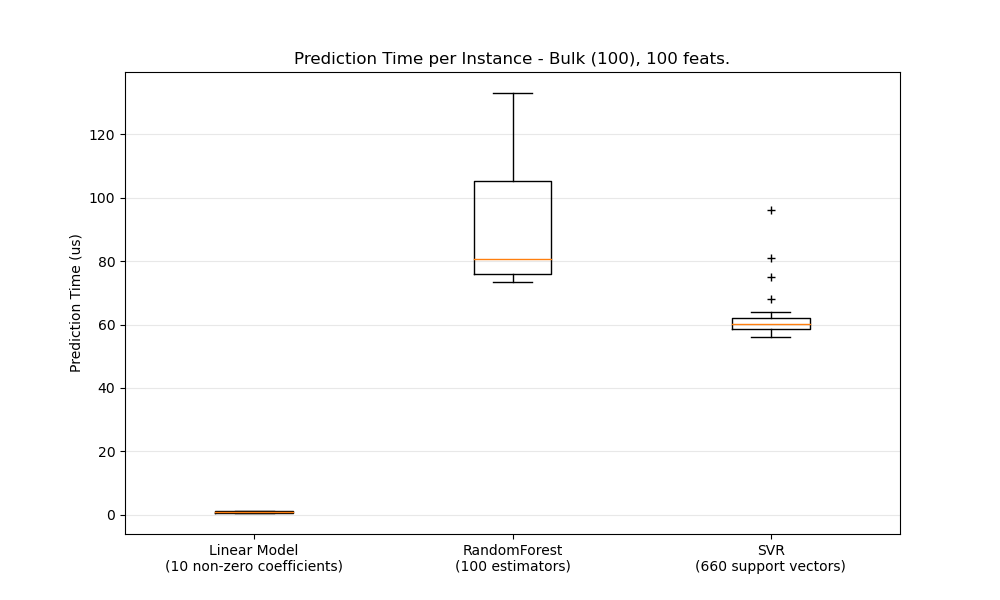 Prediction Time per Instance - Bulk (100), 100 feats.
Prediction Time (us)
120
100
80
60
40
20
0
Linear Model
(10 non-zero coefficients)
RandomForest
(100 estimators)
SVR
(660 support vectors)